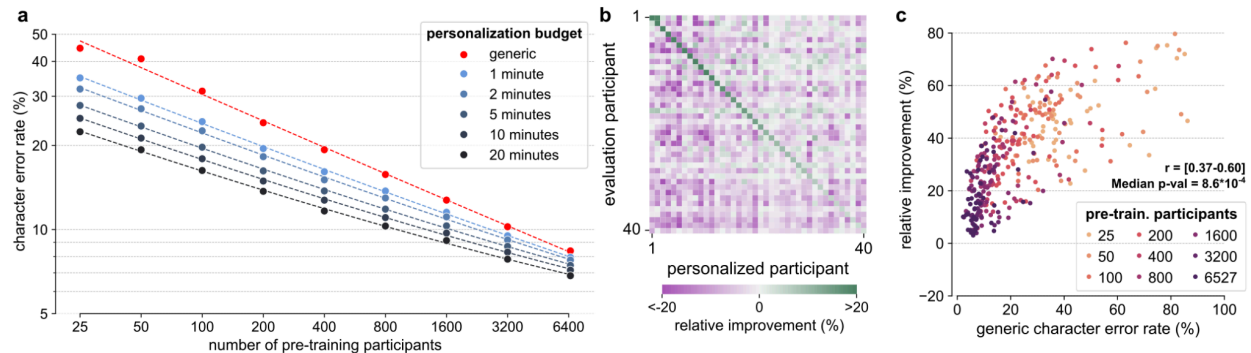 a
50
40
30
20
10
5
character error rate (%)
25 50 100 200 400 800 1600 3200 6400
number of pre-training participants
personalization budget
generic
1 minute
2 minutes
5 minutes
10 minutes
20 minutes
b
1
40
evaluation participant
1 40
personalized participant
<-20 0 >20
relative improvement (%)
c
80
60
40
20
0
−20
relative improvement (%)
r = [0.37-0.60]
Median p-val = 8.6*10⁻⁴
pre-train. participants
25 200 1600
50 400 3200
100 800 6527
0 20 40 60 80 100
generic character error rate (%)